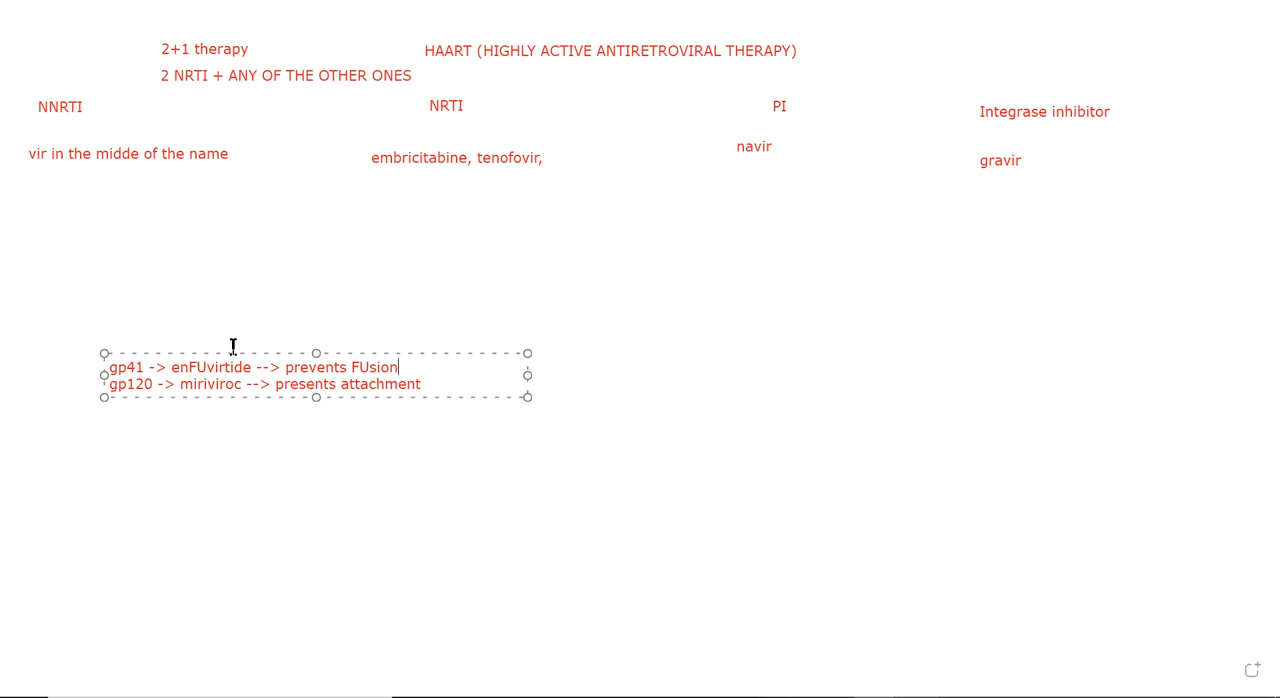 2+1 therapy
HAART (HIGHLY ACTIVE ANTIRETROVIRAL THERAPY)
2 NRTI + ANY OF THE OTHER ONES
NNRTI
NRTI
PI
Integrase inhibitor
vir in the midde of the name
embricitabine, tenofovir,
navir
gravir
gp41 -> enFUvirtide --> prevents FUsion
gp120 -> miriviroc --> presents attachment